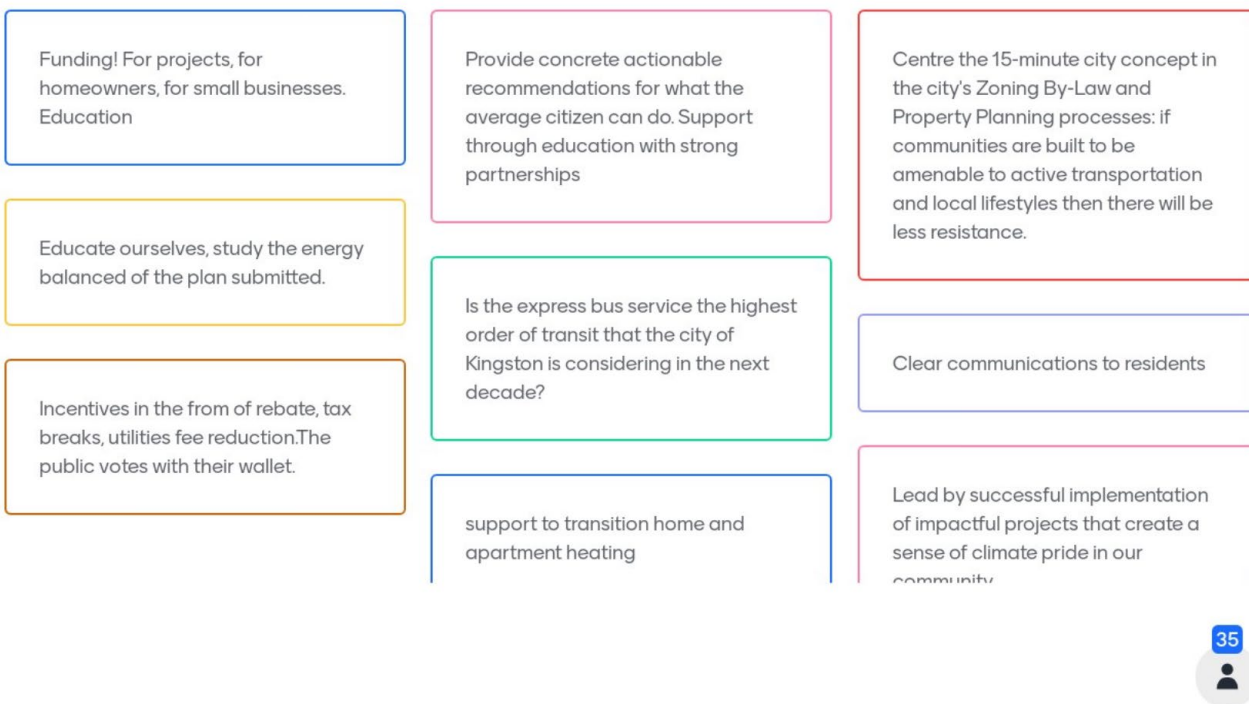 Funding! For projects, for
homeowners, for small businesses.
Education
Educate ourselves, study the energy
balanced of the plan submitted.
Incentives in the from of rebate, tax
breaks, utilities fee reduction.The
public votes with their wallet.
Provide concrete actionable
recommendations for what the
average citizen can do. Support
through education with strong
partnerships
Is the express bus service the highest
order of transit that the city of
Kingston is considering in the next
decade?
support to transition home and
apartment heating
Centre the 15-minute city concept in
the city's Zoning By-Law and
Property Planning processes: if
communities are built to be
amenable to active transportation
and local lifestyles then there will be
less resistance.
Clear communications to residents
Lead by successful implementation
of impactful projects that create a
sense of climate pride in our
community
35